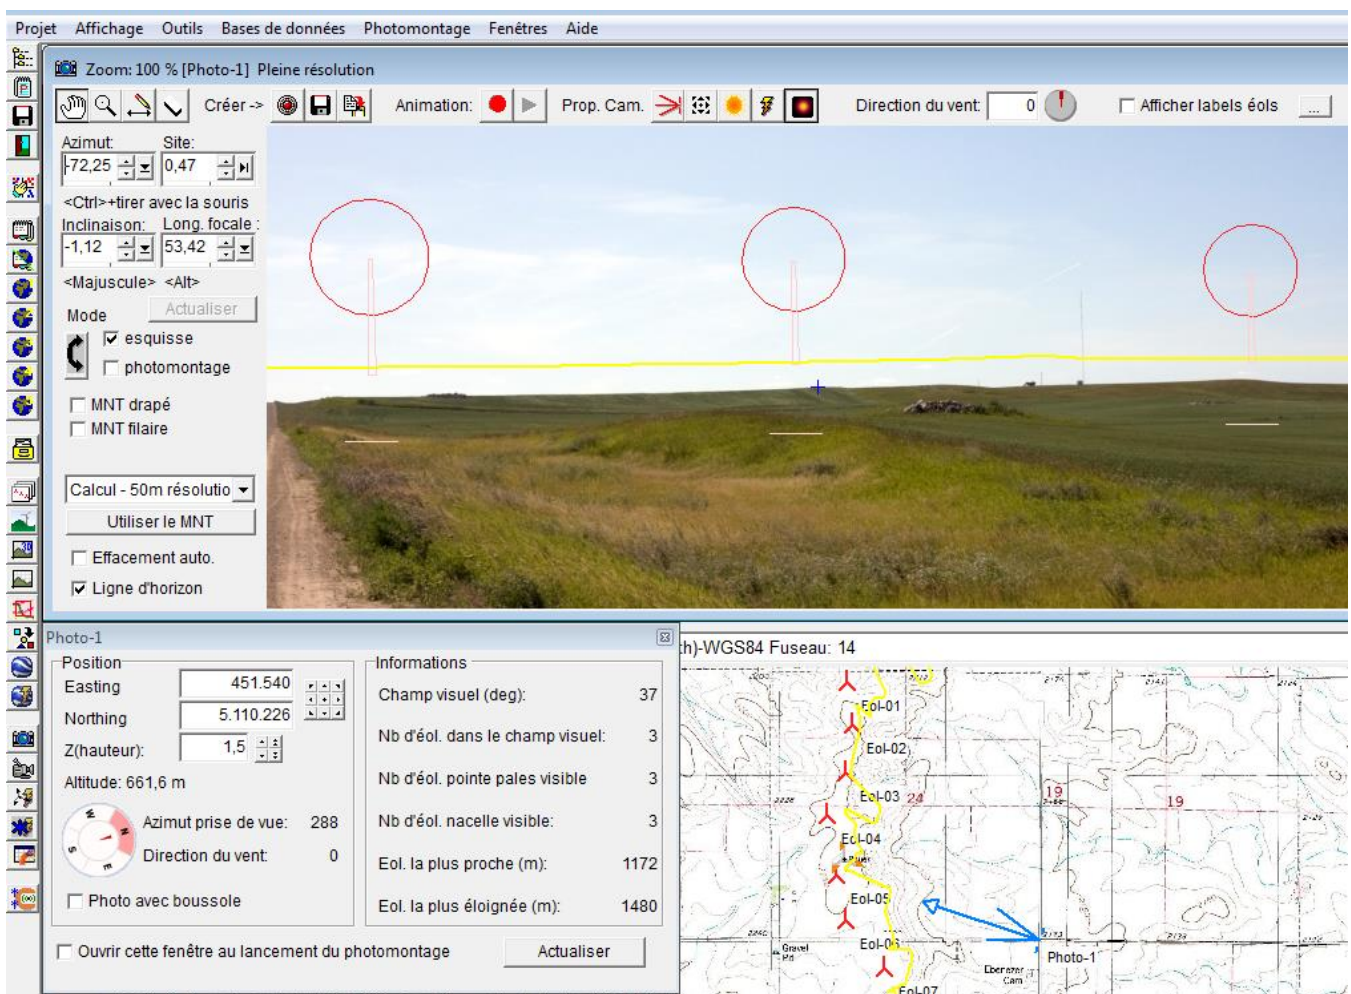 Projet Affichage Outils Bases de données Photomontage Fenêtres Aide
Zoom: 100 % [Photo-1] Pleine résolution
Créer -> Animation: Prop. Cam. Direction du vent: 0 Afficher labels éols ...
Azimut: Site:
-72,25 0,47
<Ctrl>+tirer avec la souris
Inclinaison: Long. focale :
-1,12 53,42
<Majuscule> <Alt>
Mode Actualiser
esquisse
photomontage
MNT drapé
MNT filaire
Calcul - 50m résolutio
Utiliser le MNT
Effacement auto.
Ligne d'horizon
Photo-1
Position
Easting 451.540
Northing 5.110.226
Z(hauteur): 1,5
Altitude: 661,6 m
N
E
S
W
Azimut prise de vue: 288
Direction du vent: 0
Photo avec boussole
Informations
Champ visuel (deg): 37
Nb d'éol. dans le champ visuel: 3
Nb d'éol. pointe pales visible 3
Nb d'éol. nacelle visible: 3
Eol. la plus proche (m): 1172
Eol. la plus éloignée (m): 1480
Ouvrir cette fenêtre au lancement du photomontage Actualiser
h)-WGS84 Fuseau: 14
Eol-01
Eol-02
Eol-03
24
19
19
Eol-04
Eol-05
Eol-06
Eol-07
Gravel
Pit
Photo-1
Ebenezer
Cem